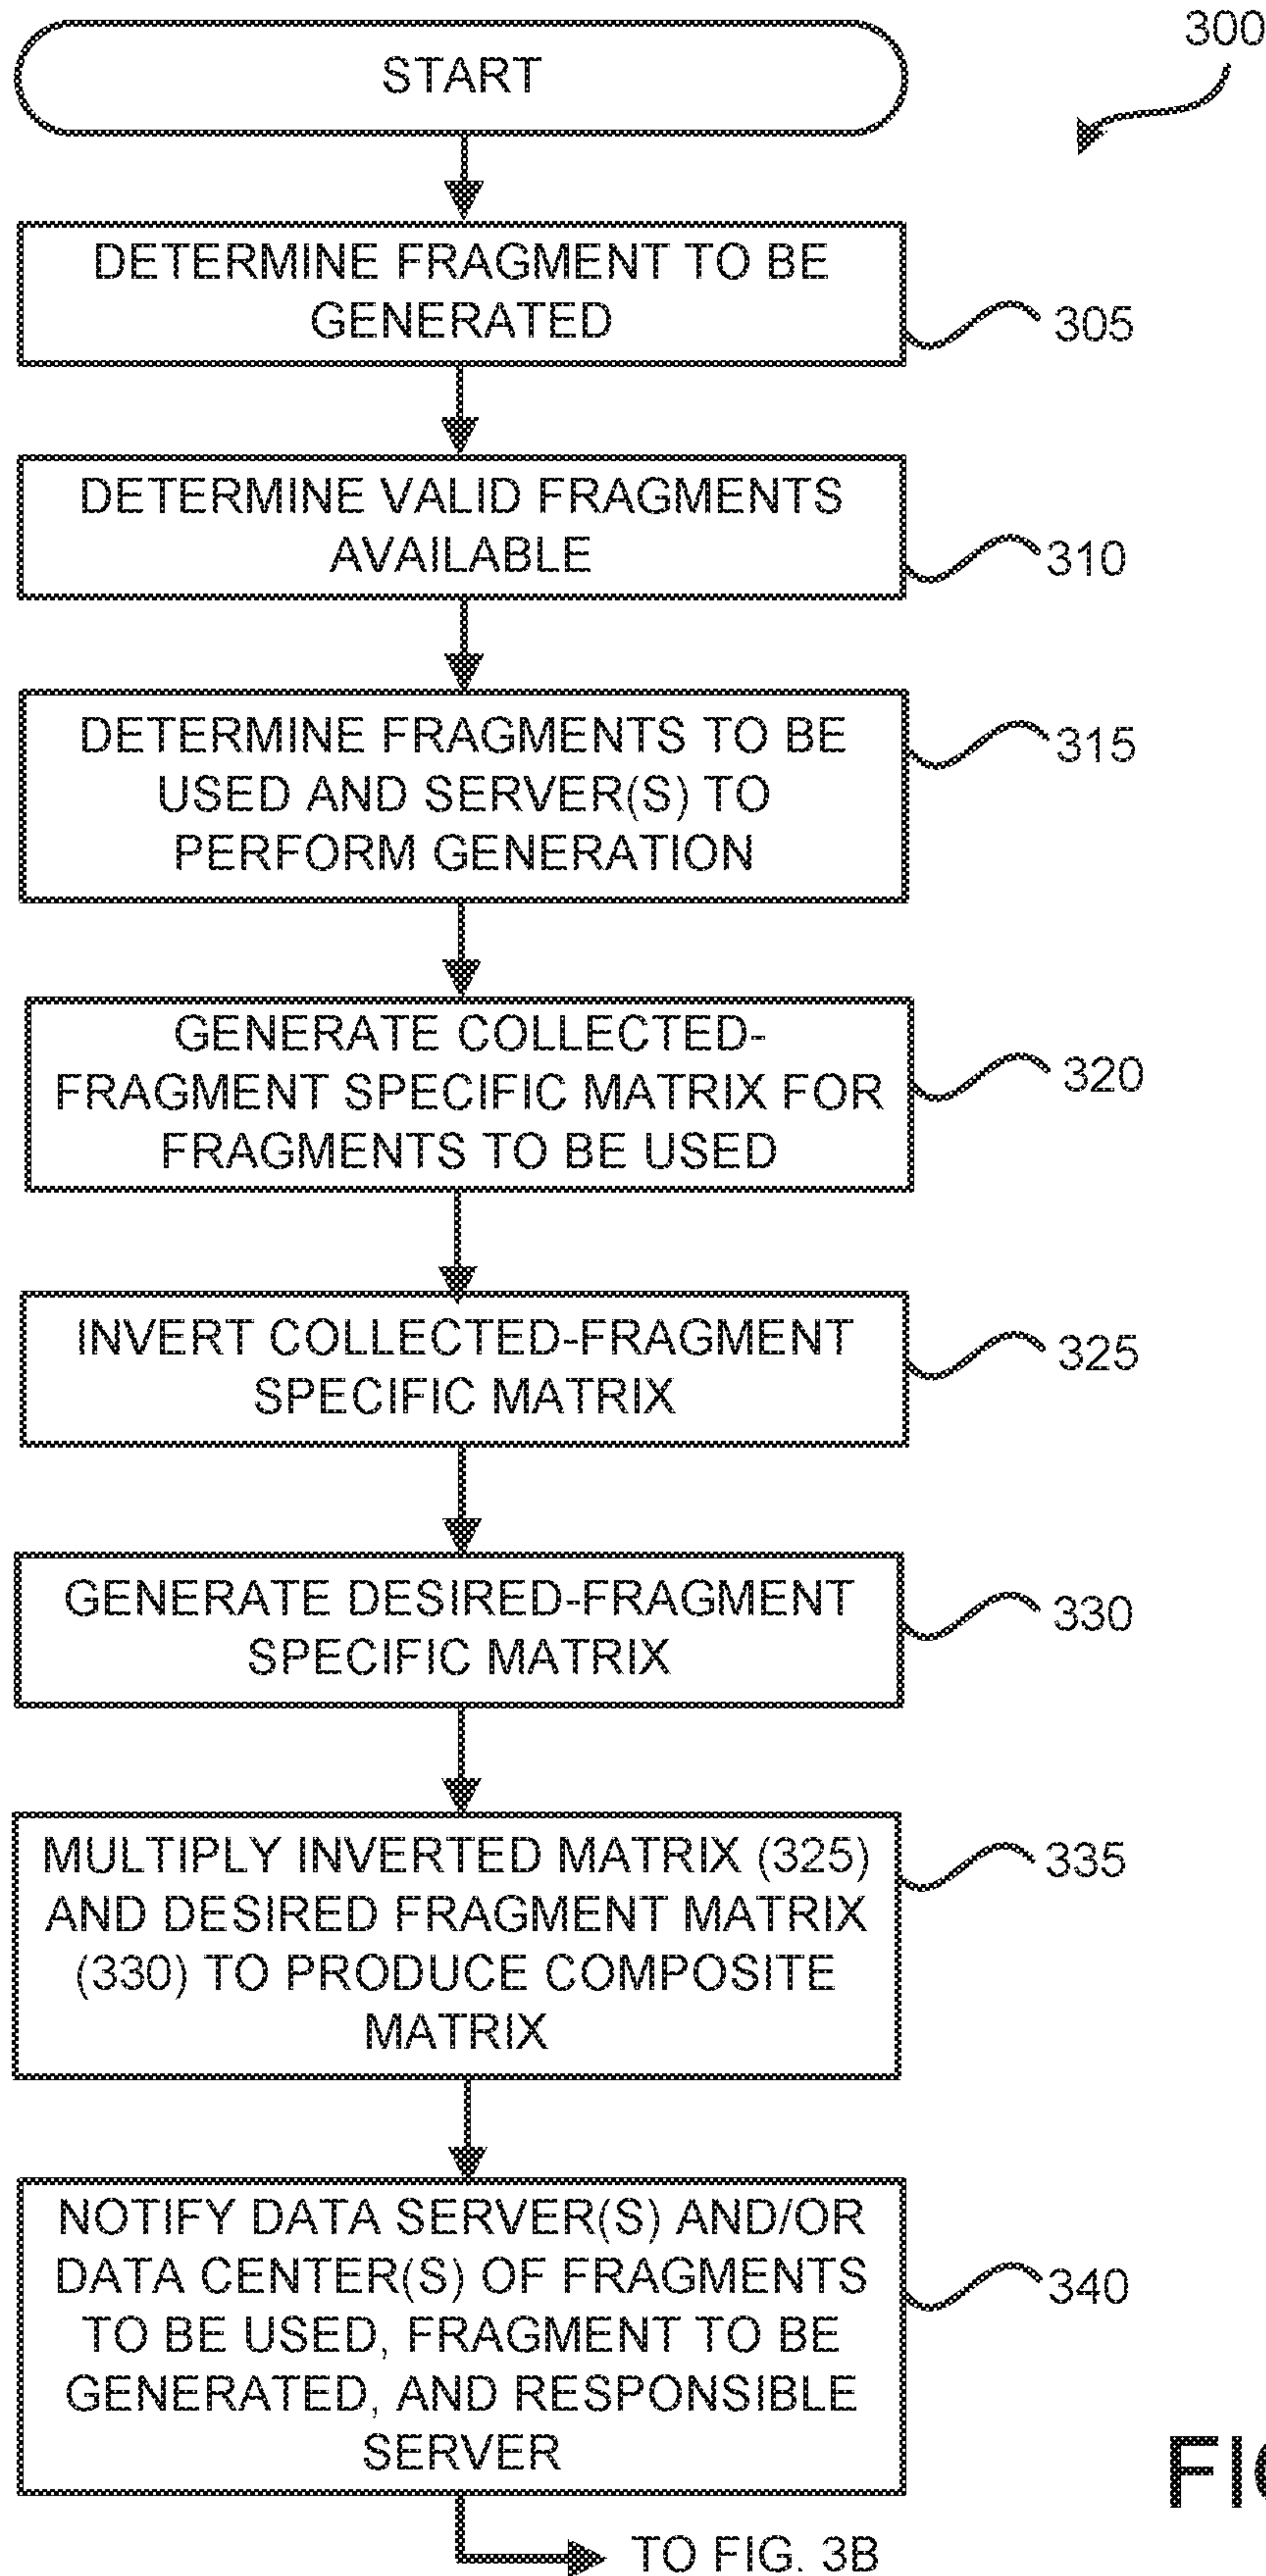 300
START
DETERMINE FRAGMENT TO BE
GENERATED
305
DETERMINE VALID FRAGMENTS
AVAILABLE
310
DETERMINE FRAGMENTS TO BE
USED AND SERVER(S) TO
PERFORM GENERATION
315
GENERATE COLLECTED-
FRAGMENT SPECIFIC MATRIX FOR
FRAGMENTS TO BE USED
320
INVERT COLLECTED-FRAGMENT
SPECIFIC MATRIX
325
GENERATE DESIRED-FRAGMENT
SPECIFIC MATRIX
330
MULTIPLY INVERTED MATRIX (325)
AND DESIRED FRAGMENT MATRIX
(330) TO PRODUCE COMPOSITE
MATRIX
335
NOTIFY DATA SERVER(S) AND/OR
DATA CENTER(S) OF FRAGMENTS
TO BE USED, FRAGMENT TO BE
GENERATED, AND RESPONSIBLE
SERVER
340
TO FIG. 3B